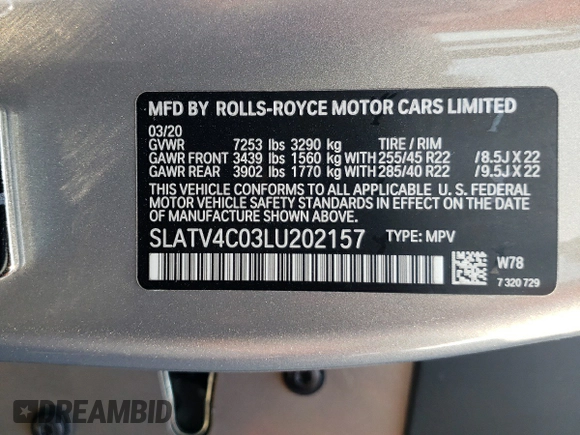 MFD BY ROLLS-ROYCE MOTOR CARS LIMITED
03/20
GVWR 7253 lbs 3290 kg TIRE / RIM
GAWR FRONT 3439 lbs 1560 kg WITH 255/45 R22 / 8.5J X 22
GAWR REAR 3902 lbs 1770 kg WITH 285/40 R22 / 9.5J X 22
THIS VEHICLE CONFORMS TO ALL APPLICABLE U. S. FEDERAL
MOTOR VEHICLE SAFETY STANDARDS IN EFFECT ON THE
DATE OF MANUFACTURE SHOWN ABOVE.
SLATV4C03LU202157 TYPE: MPV
W78
7 320 729
DREAMBID